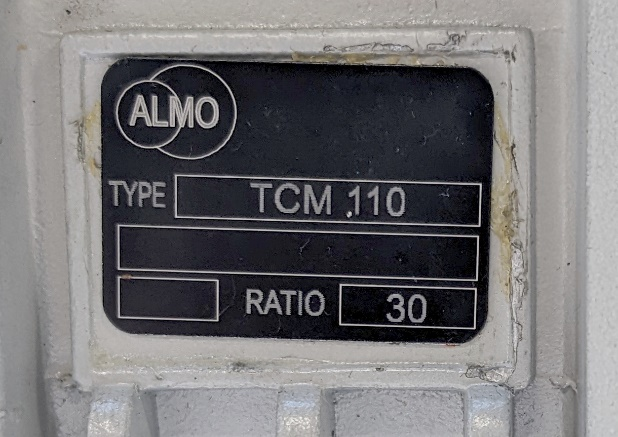 ALMO
TYPE TCM 110
RATIO 30